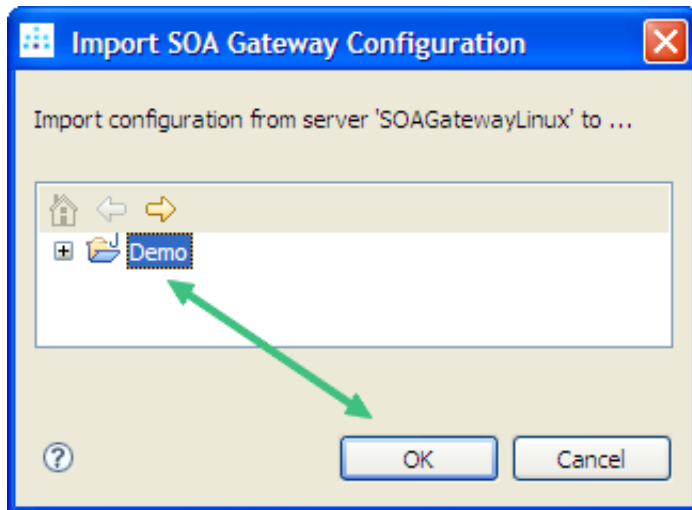 Import SOA Gateway Configuration
Import configuration from server 'SOAGatewayLinux' to ...
Demo
?
OK Cancel